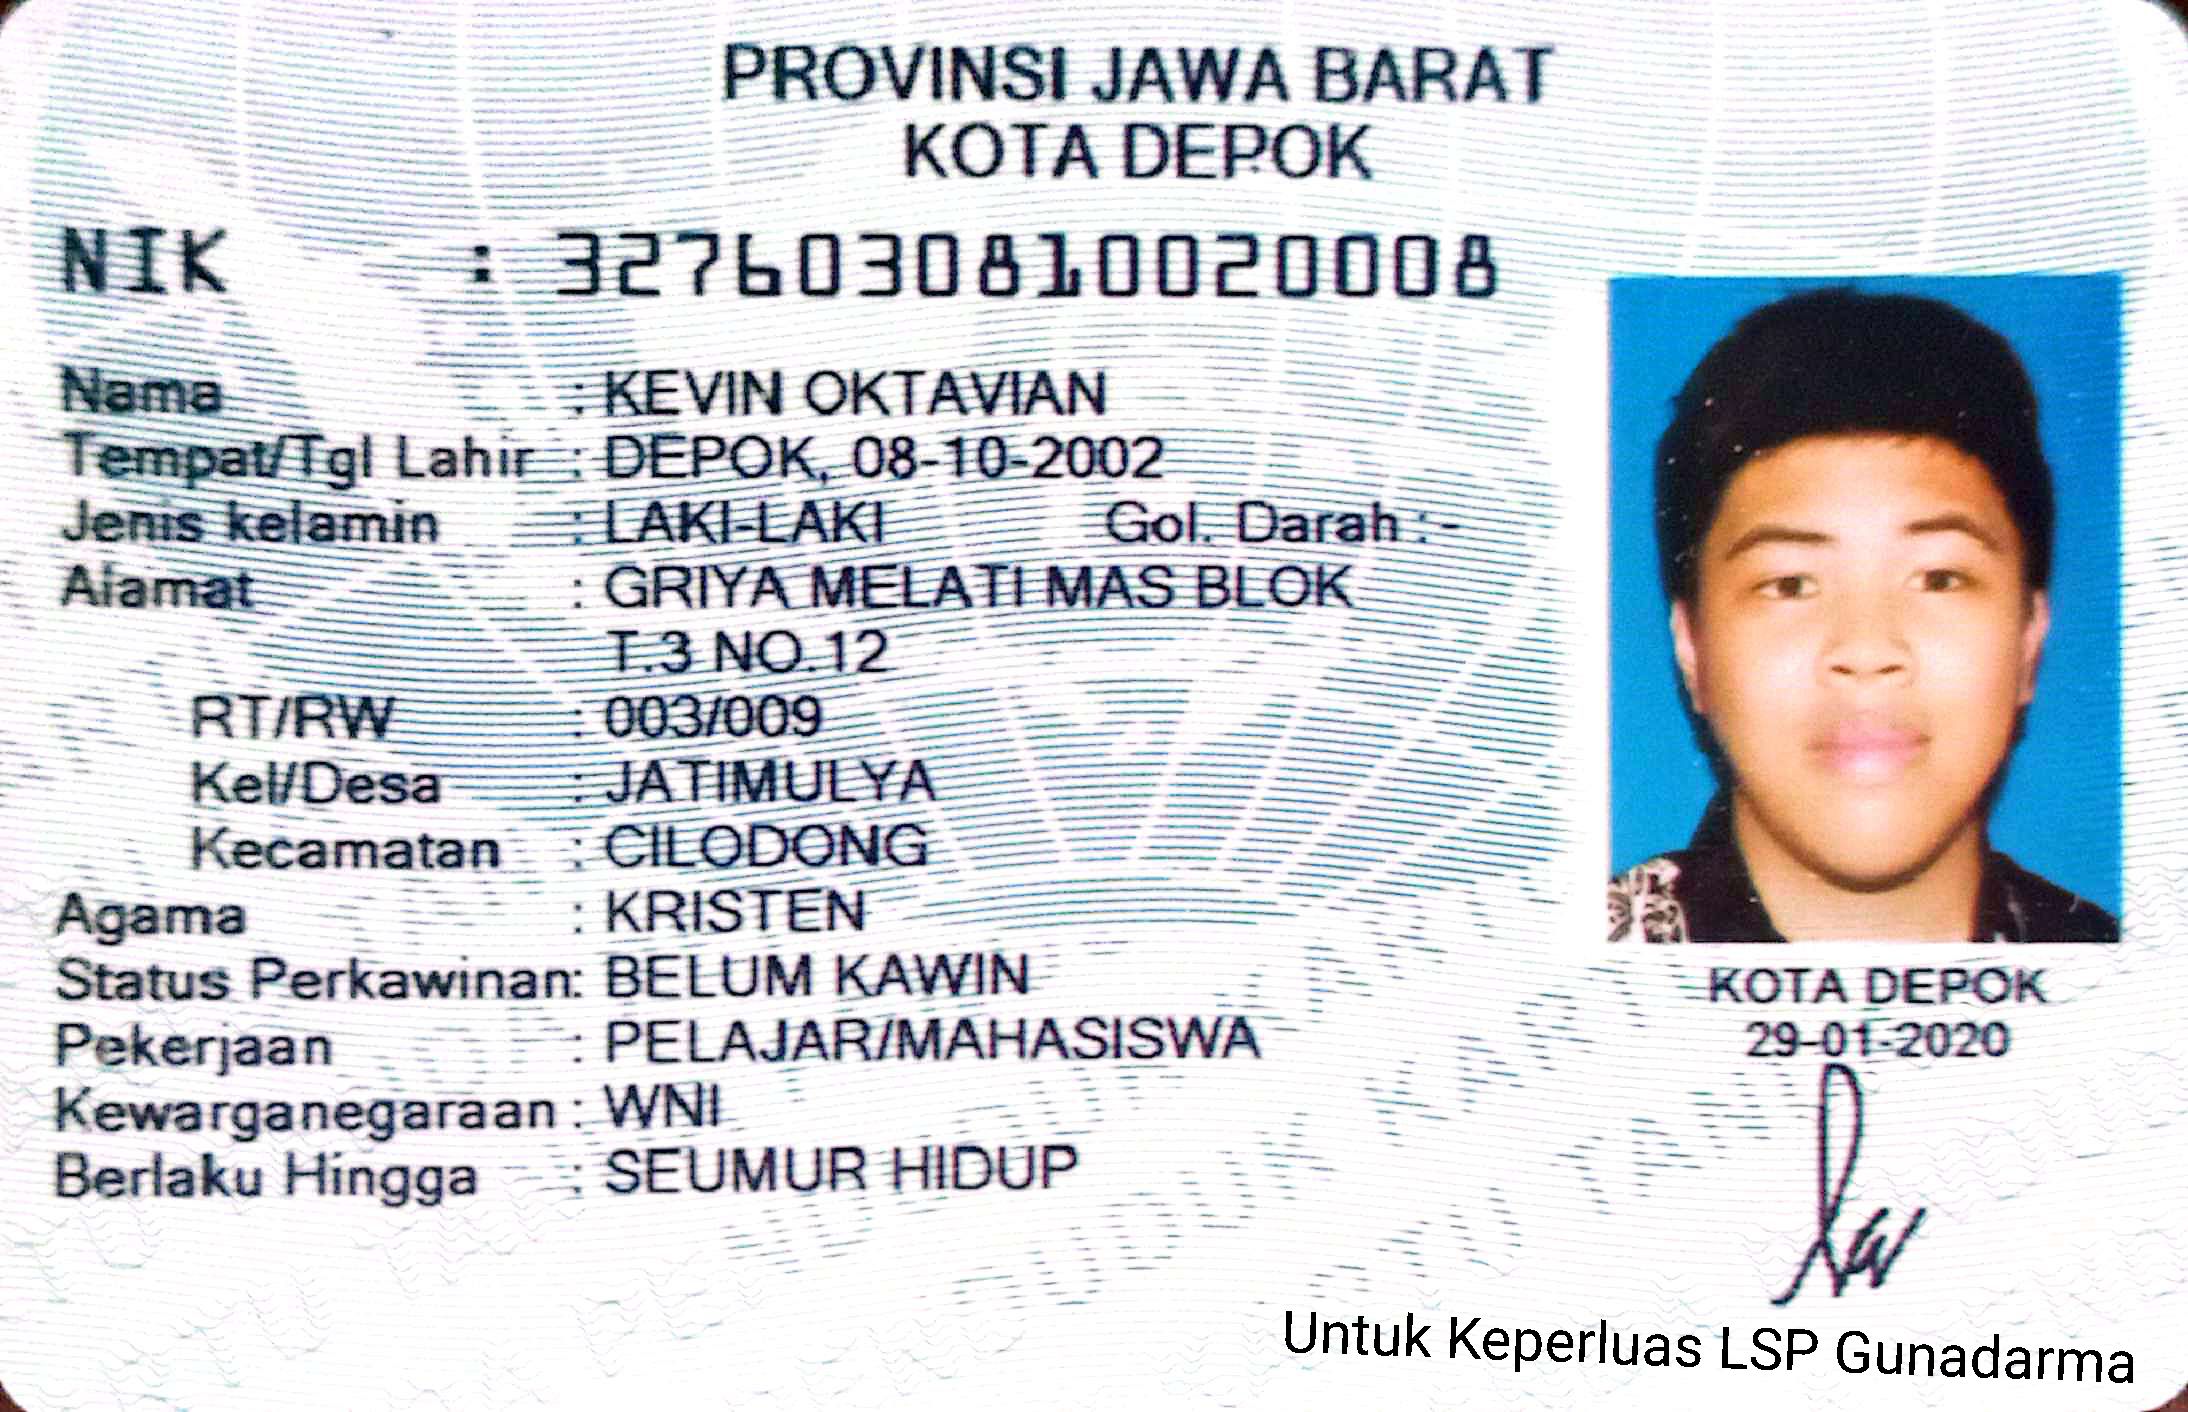 PROVINSI JAWA BARAT
KOTA DEPOK
NIK : 3276030810020008
Nama : KEVIN OKTAVIAN
Tempat/Tgl Lahir : DEPOK, 08-10-2002
Jenis kelamin : LAKI-LAKI Gol. Darah : -
Alamat : GRIYA MELATI MAS BLOK
T.3 NO.12
RT/RW : 003/009
Kel/Desa : JATIMULYA
Kecamatan : CILODONG
Agama : KRISTEN
Status Perkawinan: BELUM KAWIN
Pekerjaan : PELAJAR/MAHASISWA
Kewarganegaraan : WNI
Berlaku Hingga : SEUMUR HIDUP
KOTA DEPOK
29-01-2020
Untuk Keperluas LSP Gunadarma